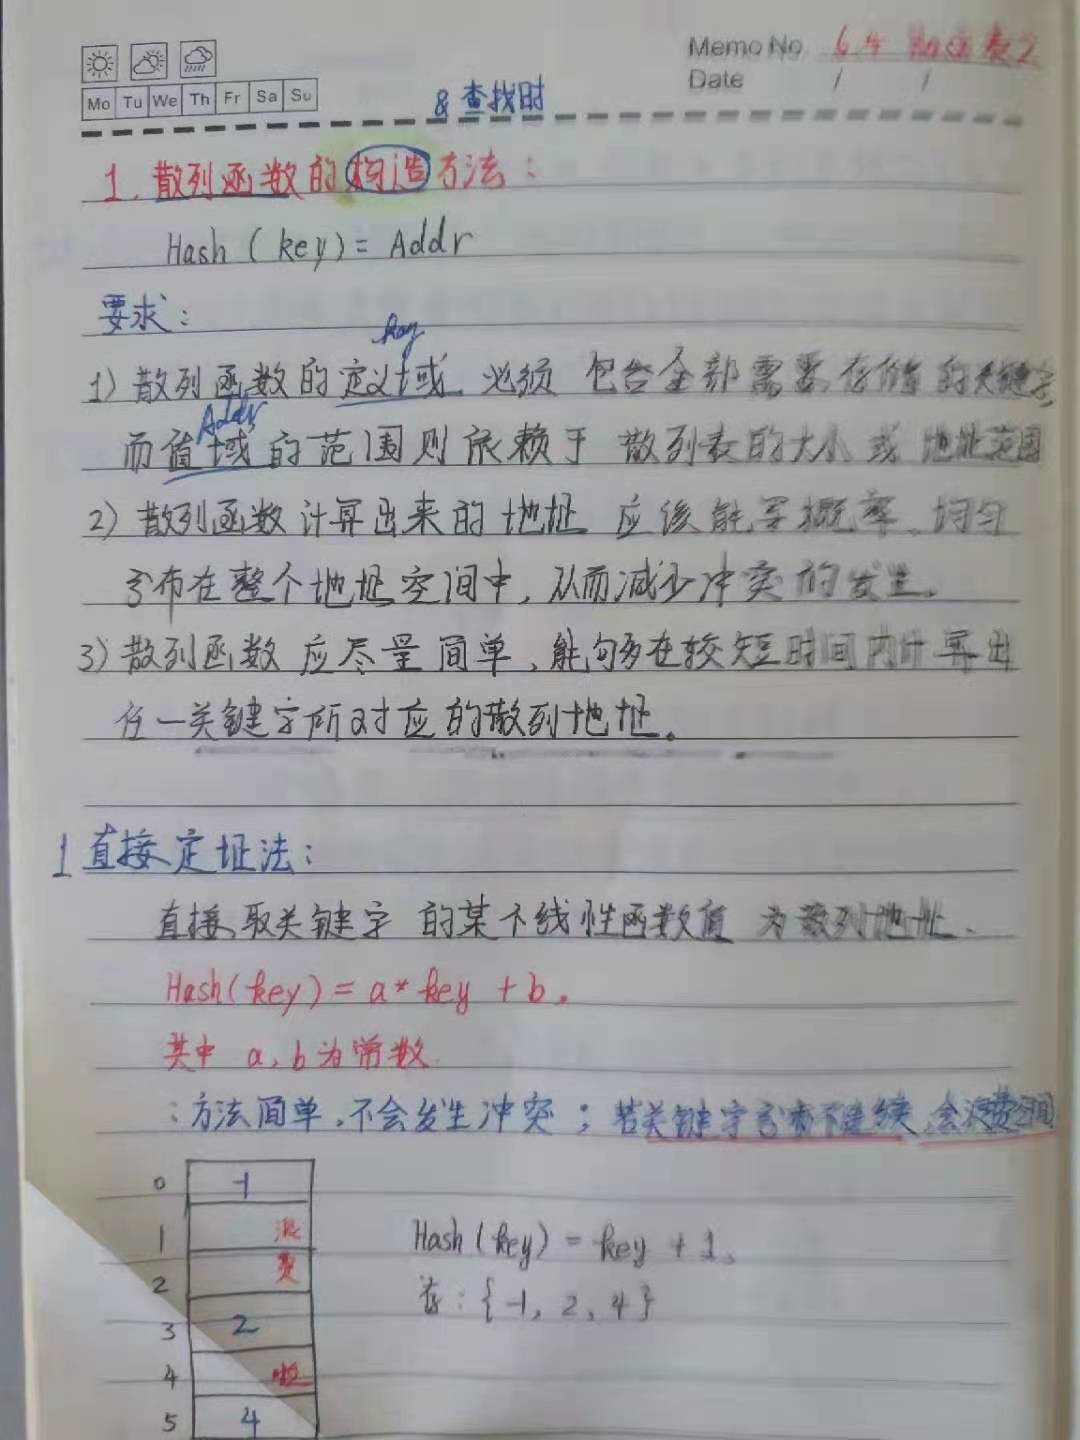 Memo No. 6.4 散列表2
Mo Tu We Th Fr Sa Su
Date / /
& 查找时
1. 散列函数的构造方法：
Hash (key) = Addr
要求：
key
1) 散列函数的定义域 必须 包含全部需要存储的关键字,
Addr
而值域的范围则依赖于 散列表的大小或 地址范围
2) 散列函数计算出来的地址 应该能等概率、均匀
分布在整个地址空间中, 从而减少冲突的发生。
3) 散列函数 应尽量简单, 能够在较短时间内计算出
任一关键字所对应的散列地址。
1 直接定址法：
直接取关键字 的某个线性函数值 为散列地址.
Hash(key) = a* key + b,
其中 a, b为常数.
: 方法简单,不会发生冲突; 若关键字分布不连续, 会浪费空间
0 -1
1 浪
2 费
3 2
4 啦
5 4
Hash(key) = key + 1,
存: {-1, 2, 4}